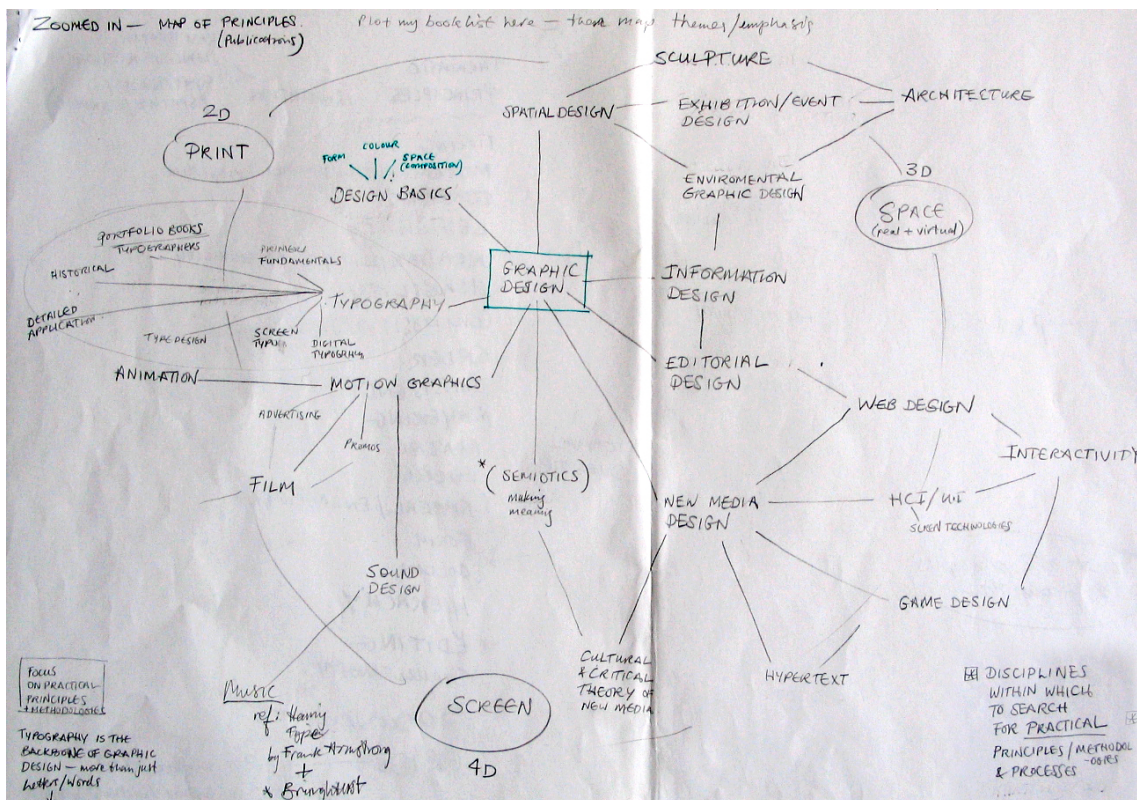 ZOOMED IN — MAP OF PRINCIPLES.
(Publications)
Plot my booklist here — then map themes/emphasis
2D
PRINT
FORM
COLOUR
SPACE
(COMPOSITION)
DESIGN BASICS
SPATIAL DESIGN
SCULPTURE
EXHIBITION/EVENT
DESIGN
ARCHITECTURE
ENVIROMENTAL
GRAPHIC DESIGN
3D
SPACE
(real + virtual)
PORTFOLIO BOOKS
TYPOGRAPHERS
FUNDAMENTALS
HISTORICAL
DETAILED
APPLICATION
TYPE DESIGN
SCREEN
DIGITAL
TYPOGRAPHY
GRAPHIC
DESIGN
INFORMATION
DESIGN
EDITORIAL
DESIGN
ANIMATION
MOTION GRAPHICS
ADVERTISING
PROMOS
FILM
* (SEMIOTICS)
making
meaning
WEB DESIGN
INTERACTIVITY
NEW MEDIA
DESIGN
HCI/
TECHNOLOGIES
SOUND
DESIGN
GAME DESIGN
CULTURAL
& CRITICAL
THEORY OF
NEW MEDIA
HYPERTEXT
FOCUS
ON PRACTICAL
PRINCIPLES
+ METHODOLOGIES
TYPOGRAPHY IS THE
BACKBONE OF GRAPHIC
DESIGN — more than just
letters/words
Music
ref:
Type
by Frank Armstrong
+
* Bringhurst
SCREEN
4D
DISCIPLINES
WITHIN WHICH
TO SEARCH
FOR PRACTICAL
PRINCIPLES/METHODOL
-OGIES
& PROCESSES